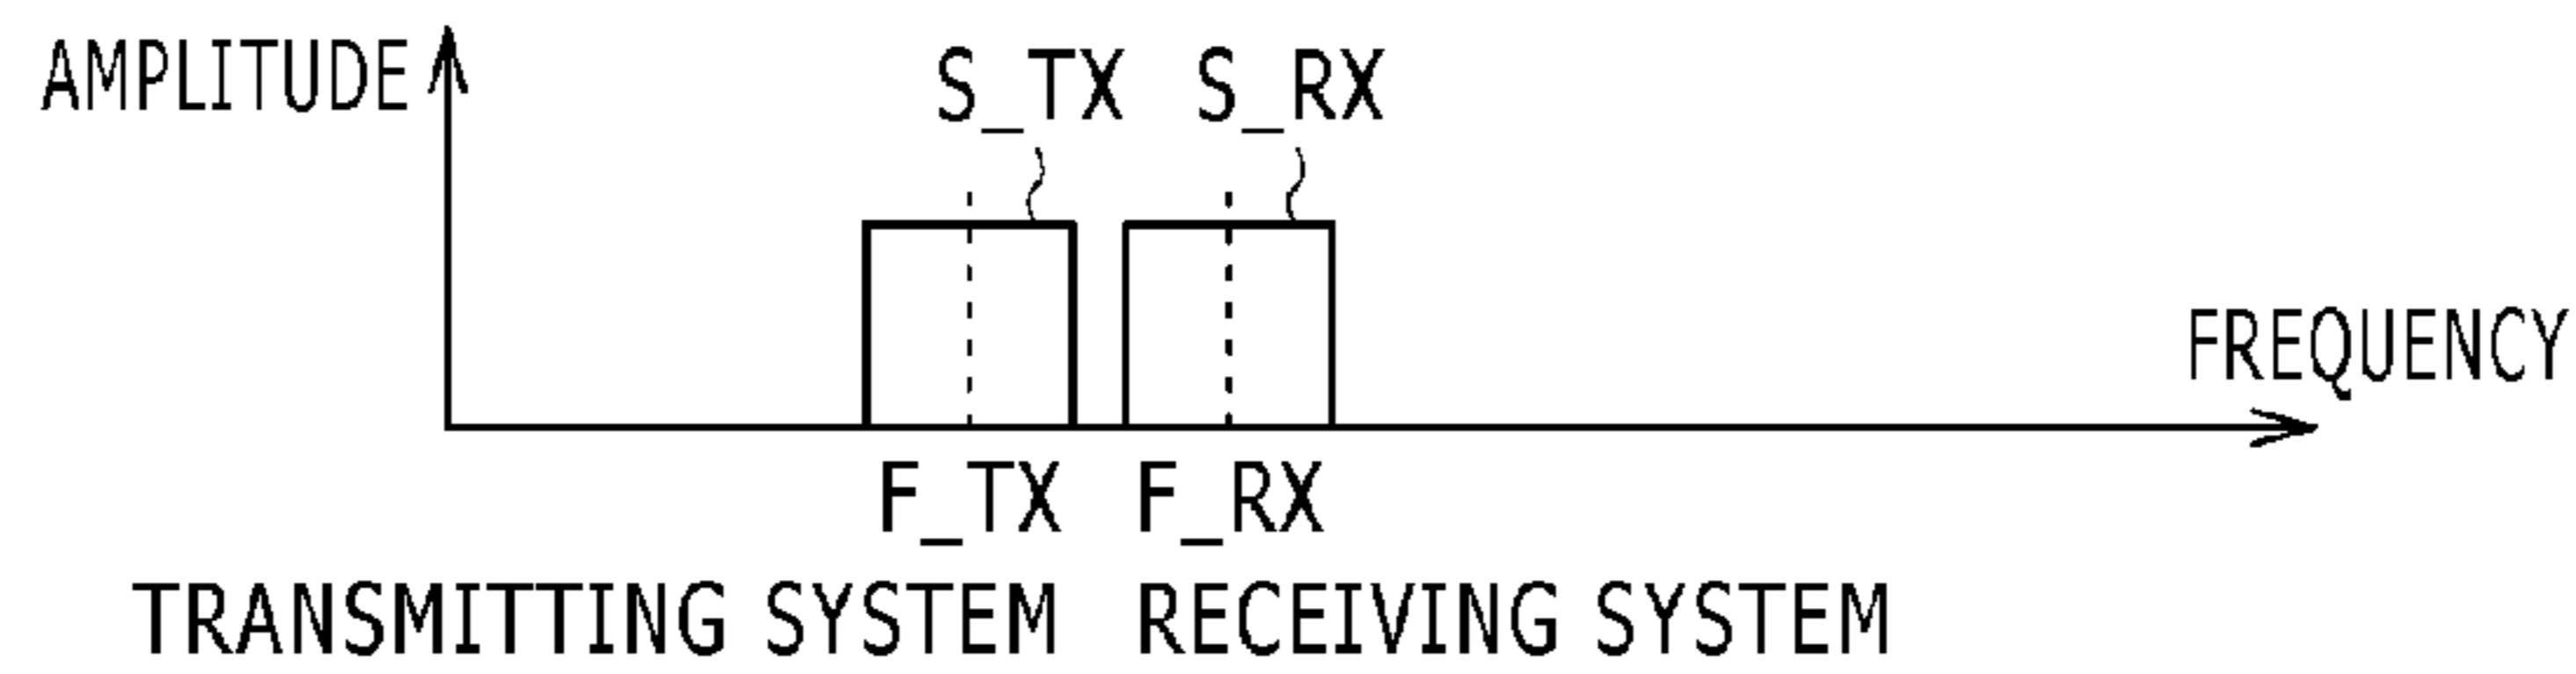 AMPLITUDE
S_TX S_RX
FREQUENCY
F_TX F_RX
TRANSMITTING SYSTEM RECEIVING SYSTEM